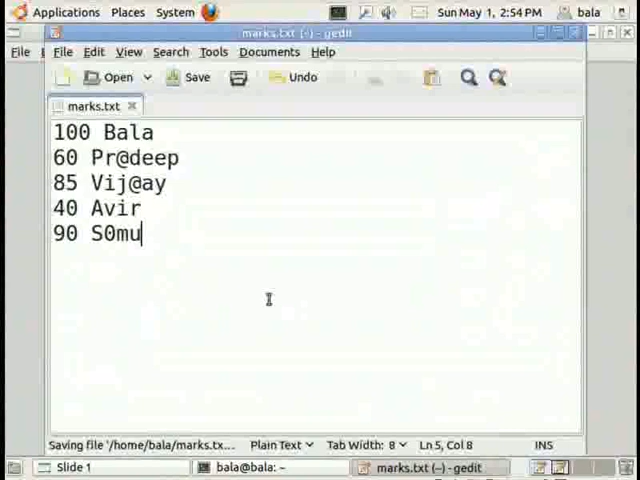 Applications Places System Sun May 1, 2:54 PM bala
marks.txt (~) - gedit
File File Edit View Search Tools Documents Help
Open Save Undo
marks.txt
100 Bala
60 Pr@deep
85 Vij@ay
40 Avir
90 S0mu
Saving file '/home/bala/marks.tx... Plain Text Tab Width: 8 Ln 5, Col 8 INS
Slide 1 bala@bala: ~ marks.txt (~) - gedit